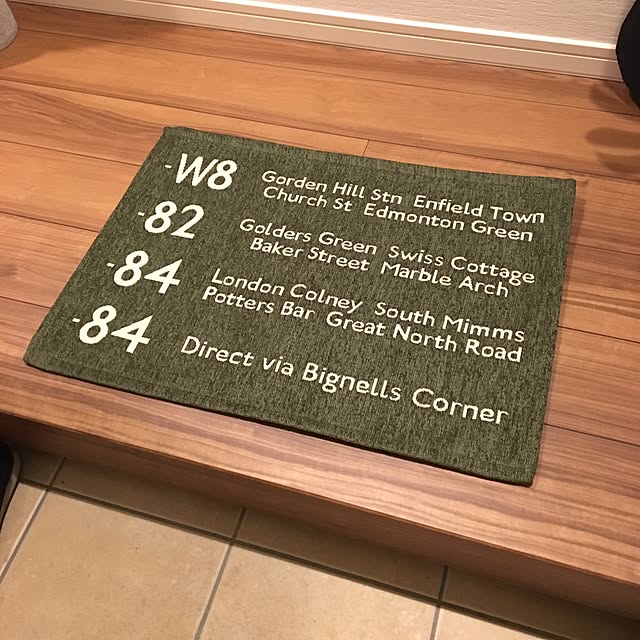 -W8 Gorden Hill Stn Enfield Town
Church St Edmonton Green
-82 Golders Green Swiss Cottage
Baker Street Marble Arch
-84 London Colney South Mimms
Potters Bar Great North Road
-84 Direct via Bignells Corner